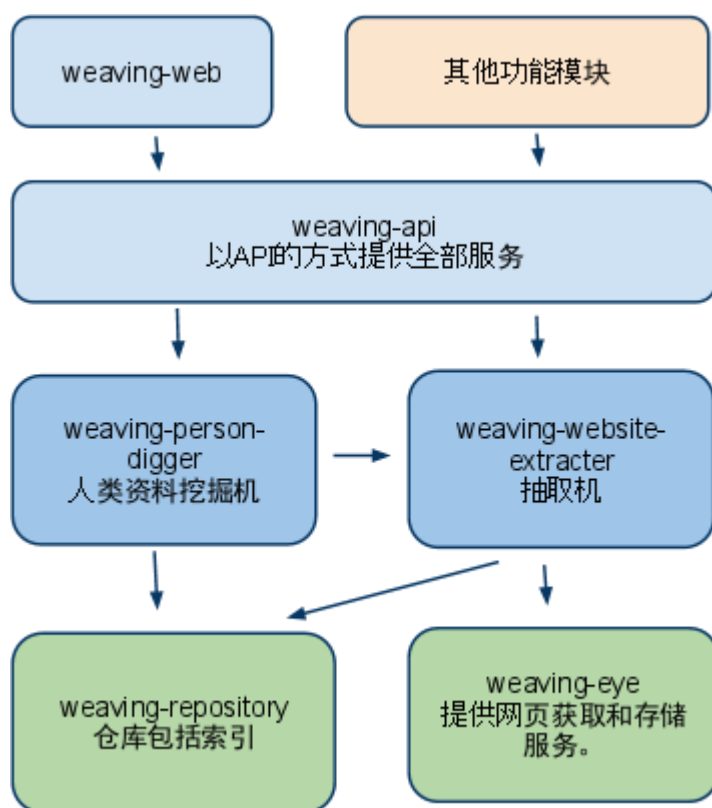 weaving-web
其他功能模块
weaving-api
以API的方式提供全部服务
weaving-person-
digger
人类资料挖掘机
weaving-website-
extracter
抽取机
weaving-repository
仓库包括索引
weaving-eye
提供网页获取和存储
服务。